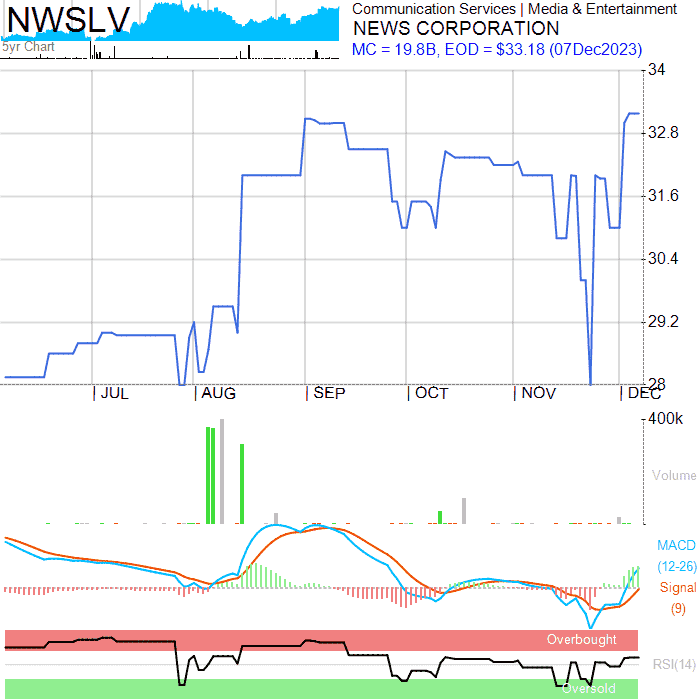 NWSLV
5yr Chart
Communication Services | Media & Entertainment
NEWS CORPORATION
MC = 19.8B, EOD = $33.18 (07Dec2023)
34
32.8
31.6
30.4
29.2
28
JUL AUG SEP OCT NOV DEC
400k
Volume
MACD
(12-26)
Signal
(9)
Overbought
RSI(14)
Oversold